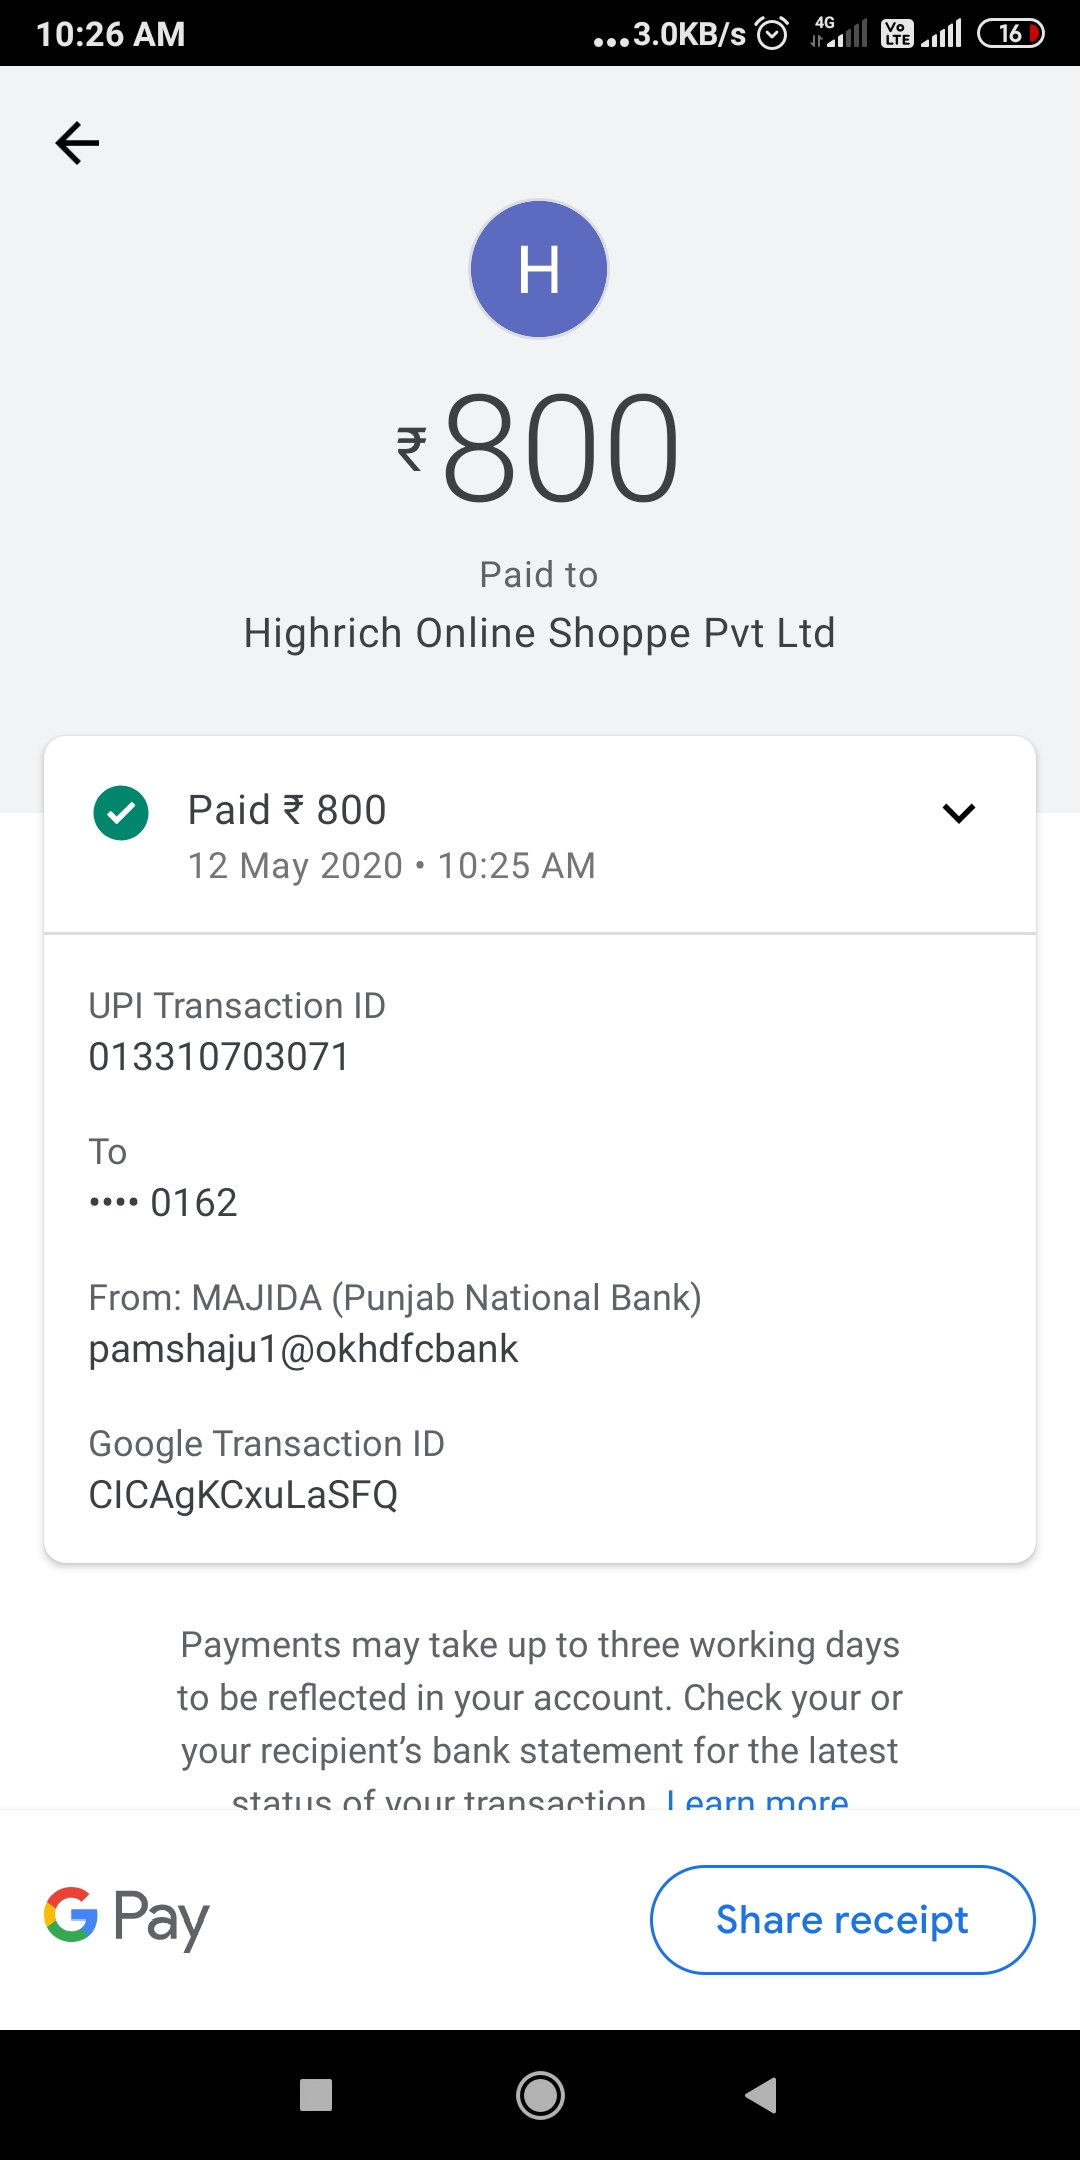 10:26 AM
...3.0KB/s 4G Vo LTE 16
H
₹800
Paid to
Highrich Online Shoppe Pvt Ltd
Paid ₹ 800
12 May 2020 • 10:25 AM
UPI Transaction ID
013310703071
To
•••• 0162
From: MAJIDA (Punjab National Bank)
pamshaju1@okhdfcbank
Google Transaction ID
CICAgKCxuLaSFQ
Payments may take up to three working days
to be reflected in your account. Check your or
your recipient’s bank statement for the latest
status of your transaction. Learn more
G Pay
Share receipt